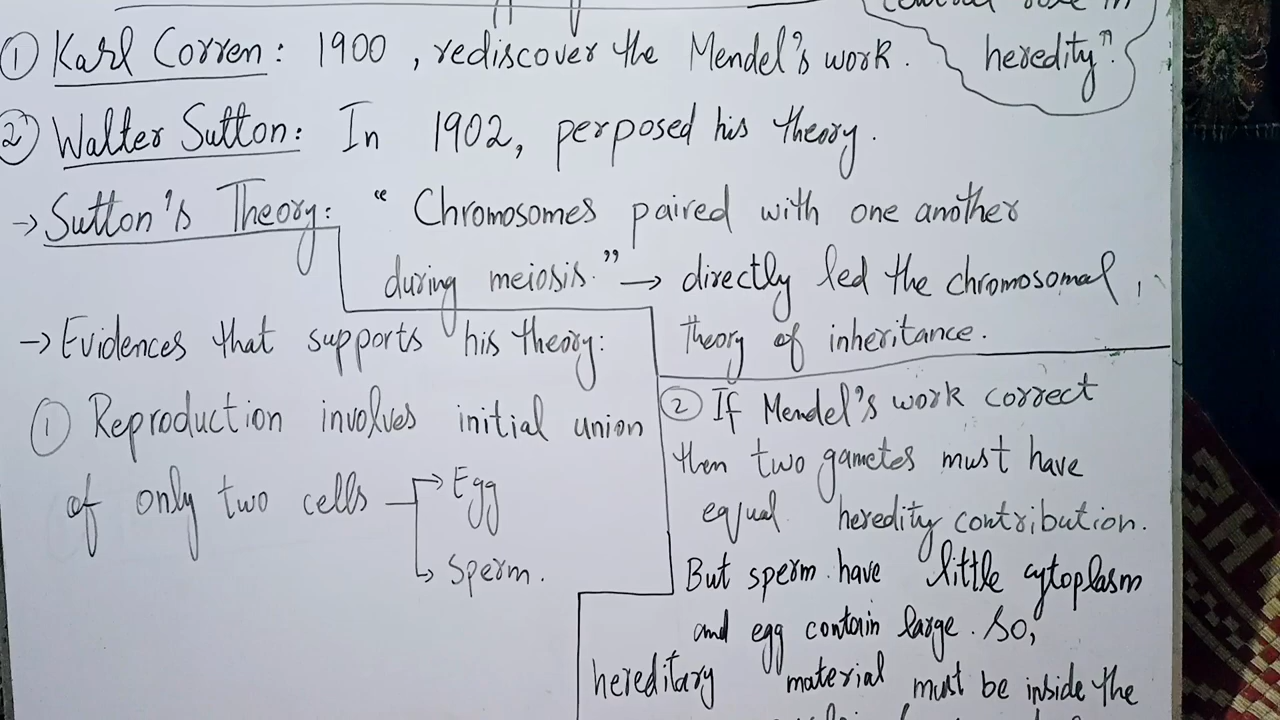 ① Karl Corren: 1900 , rediscover the Mendel's work.
heredity"
② Walter Sutton: In 1902, perposed his theory.
→ Sutton's Theory: " Chromosomes paired with one another
during meiosis." → directly led the chromosomal
theory of inheritance.
→ Evidences that supports his theory:
① Reproduction involves initial union
of only two cells → Egg
→ Sperm.
② If Mendel's work correct
then two gametes must have
equal heredity contribution.
But sperm have little cytoplasm
and egg contain large. So,
hereditary material must be inside the